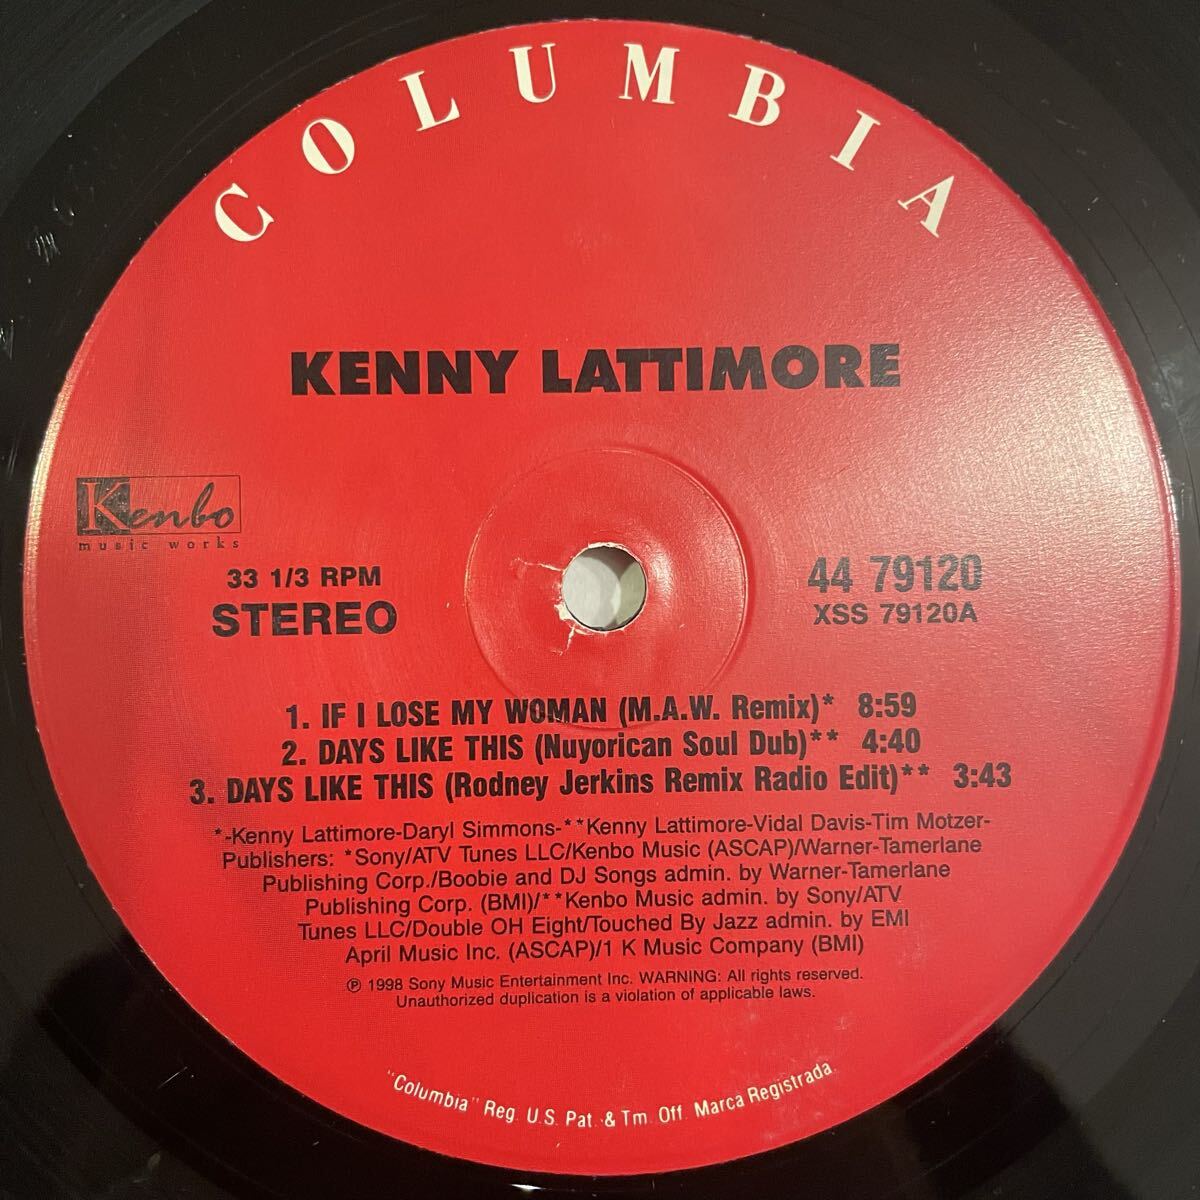 COLUMBIA
KENNY LATTIMORE
Kenbo
music works
33 1/3 RPM
STEREO
44 79120
XSS 79120A
1. IF I LOSE MY WOMAN (M.A.W. Remix)* 8:59
2. DAYS LIKE THIS (Nuyorican Soul Dub)** 4:40
3. DAYS LIKE THIS (Rodney Jerkins Remix Radio Edit)** 3:43
*-Kenny Lattimore-Daryl Simmons-**Kenny Lattimore-Vidal Davis-Tim Motzer-
Publishers: *Sony/ATV Tunes LLC/Kenbo Music (ASCAP)/Warner-Tamerlane
Publishing Corp./Boobie and DJ Songs admin. by Warner-Tamerlane
Publishing Corp. (BMI)/**Kenbo Music admin. by Sony/ATV
Tunes LLC/Double OH Eight/Touched By Jazz admin. by EMI
April Music Inc. (ASCAP)/1 K Music Company (BMI)
℗ 1998 Sony Music Entertainment Inc. WARNING: All rights reserved.
Unauthorized duplication is a violation of applicable laws.
"Columbia" Reg. U.S. Pat. & Tm. Off. Marca Registrada.